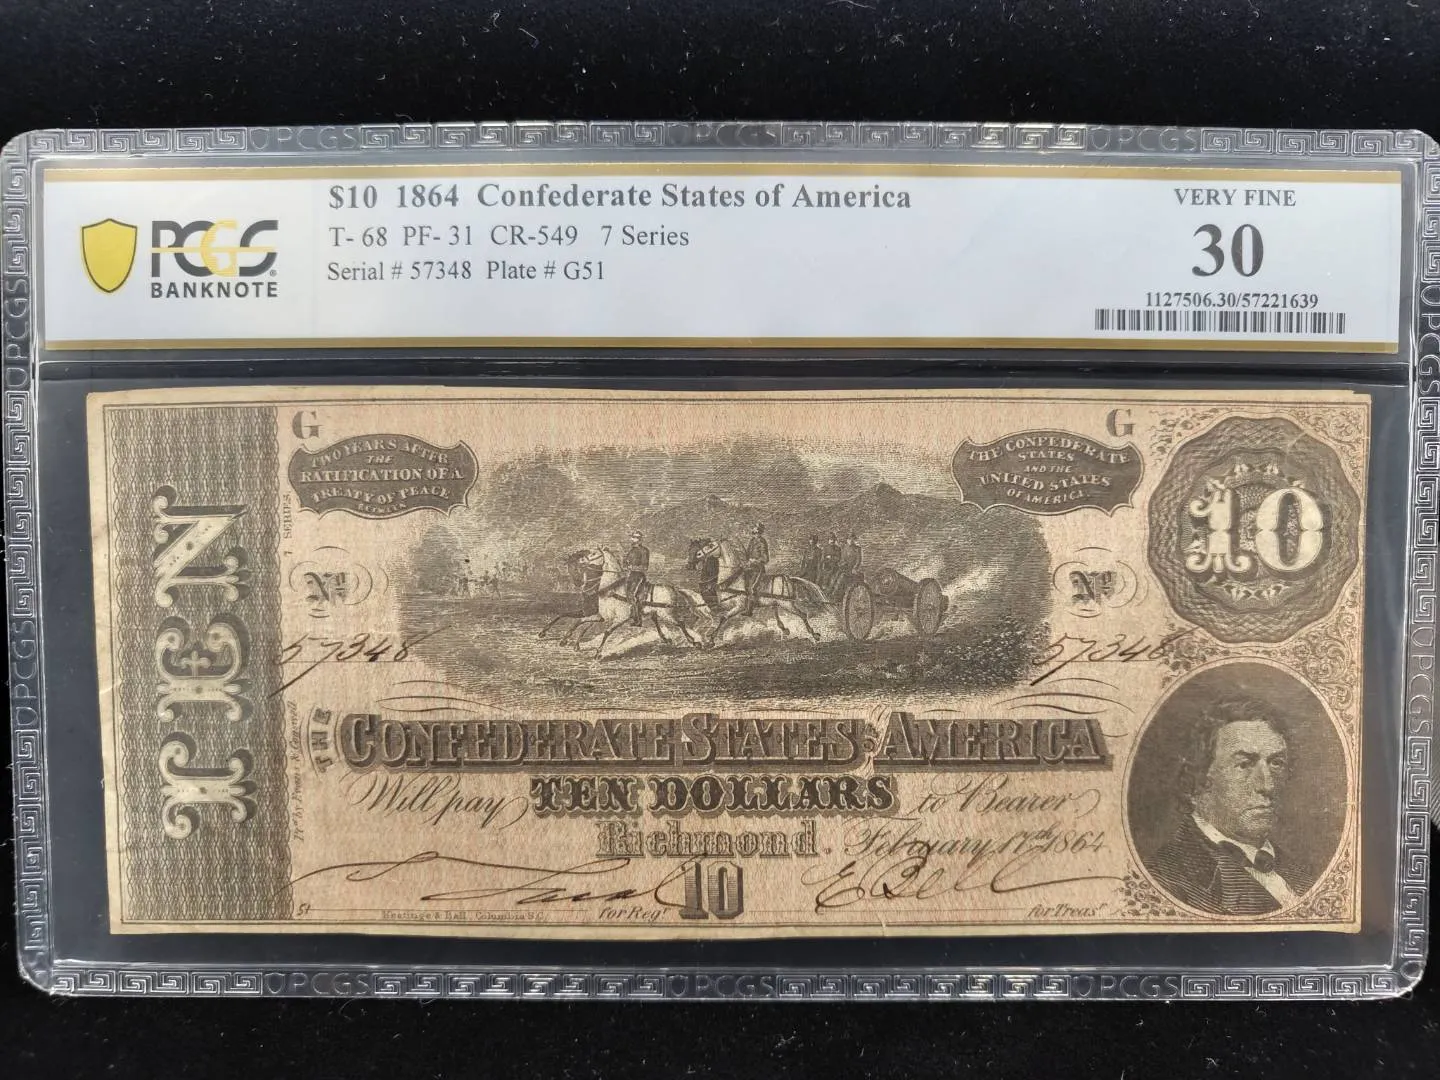 PCGS
BANKNOTE
$10 1864 Confederate States of America
T- 68 PF- 31 CR-549 7 Series
Serial # 57348 Plate # G51
VERY FINE
30
1127506.30/57221639
G
TWO YEARS AFTER
THE
RATIFICATION OF A
TREATY OF PEACE
BETWEEN
G
THE CONFEDERATE
STATES
AND THE
UNITED STATES
OF AMERICA.
10
TEN
7 SERIES.
No
57348
No
57348
THE
CONFEDERATE STATES OF AMERICA
Will pay TEN DOLLARS to Bearer
Richmond. February 17th 1864
10
51
Keatinge & Ball, Columbia S.C.
for Regr
for Treasr